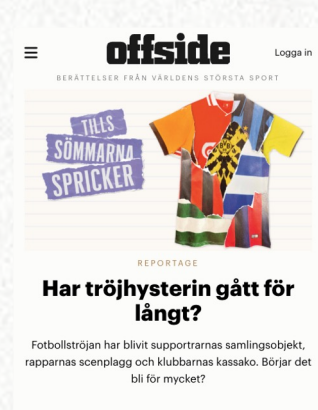 offside
Logga in
BERÄTTELSER FRÅN VÄRLDENS STÖRSTA SPORT
TILLS
SÖMMARNA
SPRICKER
REPORTAGE
Har tröjhysterin gått för
långt?
Fotbollströjan har blivit supportrarnas samlingsobjekt,
rapparnas scenplagg och klubbarnas kassako. Börjar det
bli för mycket?